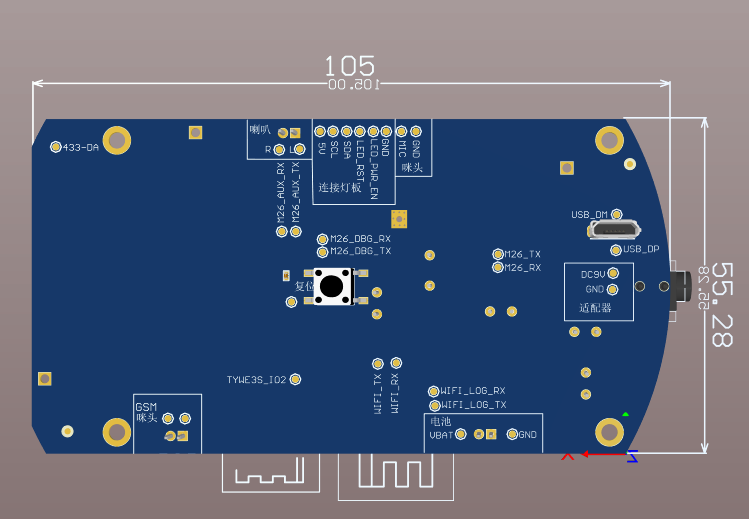 105
105.00
喇叭
R
L
433-DA
5V
SCL
SDA
LED_RST
LED_PWR_EN
GND
MIC
GND
咪头
连接灯板
M26_AUX_RX
M26_AUX_TX
USB_DM
M26_DBG_RX
M26_DBG_TX
USB_DP
M26_TX
M26_RX
复位
DC9V
GND
适配器
55.28
55.28
TYWE3S_IO2
WIFI_TX
WIFI_RX
WIFI_LOG_RX
WIFI_LOG_TX
GSM
咪头
电池
VBAT
GND
X
Z